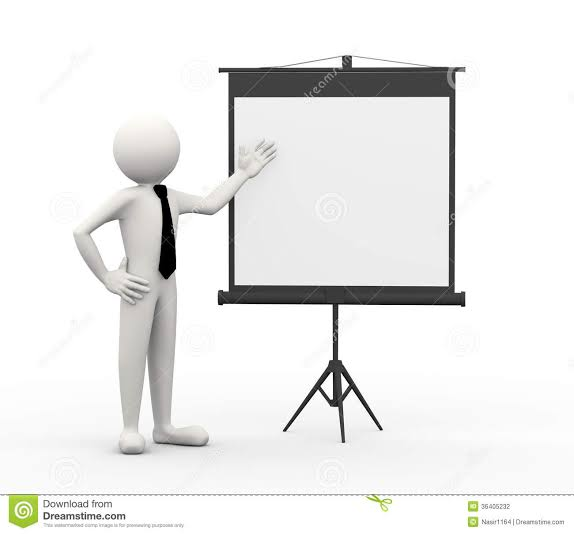 Download from
Dreamstime.com
This watermarked comp image is for previewing purposes only.
36405232
Nasir1164 | Dreamstime.com